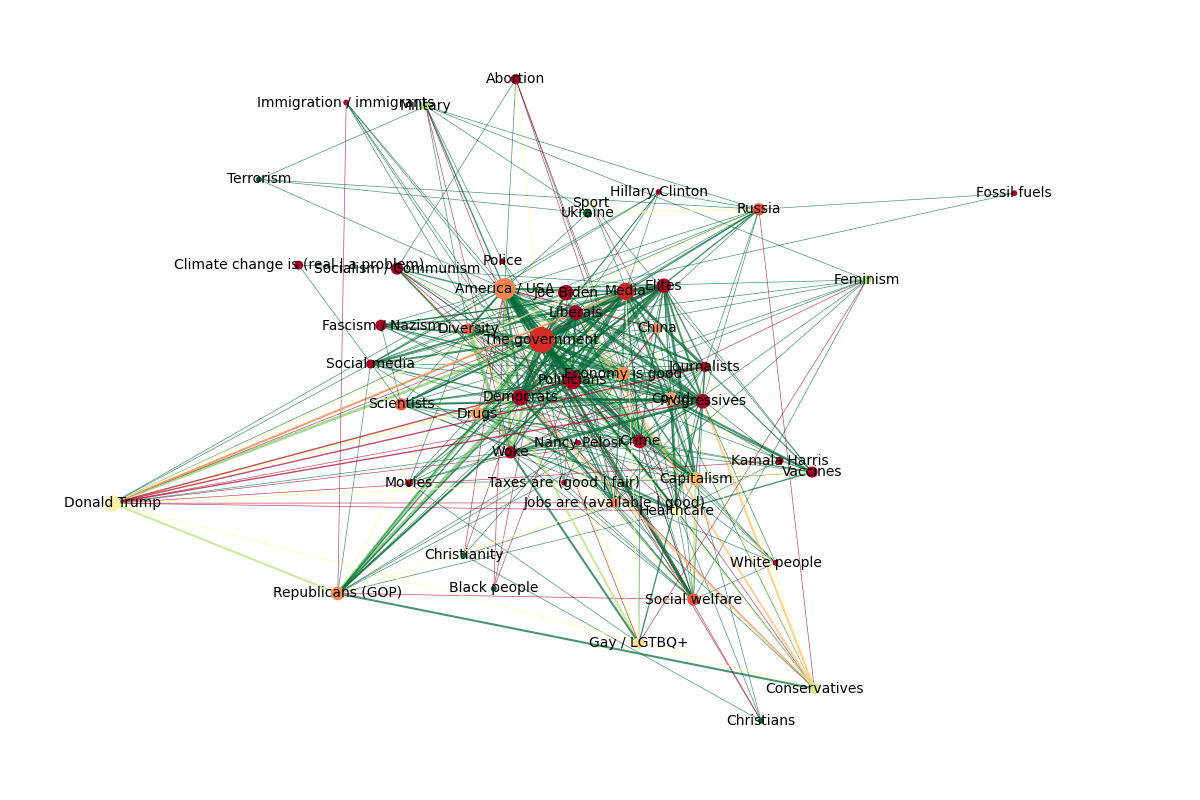 Abortion
Immigration / immigrants
Military
Terrorism
Hillary Clinton
Fossil fuels
Sport
Ukraine
Russia
Police
Climate change is (real | a problem)
Socialism / Communism
Feminism
America / USA
Joe Biden
Media
Elites
Liberals
Fascism / Nazism
Diversity
China
The government
Social media
Economy is good
Journalists
Politicians
Democrats
Covid
Progressives
Scientists
Drugs
Nancy Pelosi
Crime
Woke
Kamala Harris
Vaccines
Movies
Taxes are (good | fair)
Capitalism
Donald Trump
Jobs are (available | good)
Healthcare
Christianity
White people
Black people
Republicans (GOP)
Social welfare
Gay / LGTBQ+
Conservatives
Christians